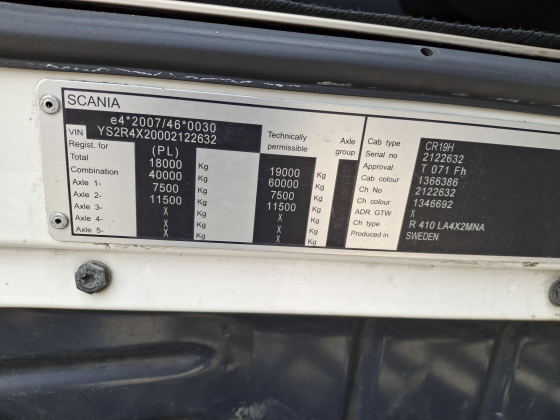 SCANIA
e4*2007/46*0030
VIN YS2R4X20002122632
Regist. for (PL) Technically permissible Axle group
Total 18000 Kg 19000 Kg
Combination 40000 Kg 60000 Kg
Axle 1- 7500 Kg 7500 Kg
Axle 2- 11500 Kg 11500 Kg
Axle 3- X Kg X Kg
Axle 4- X Kg X Kg
Axle 5- X Kg X Kg
Cab type CR19H
Serial no 2122632
Approval T 071 Fh
Cab colour 1366386
Ch No 2122632
Ch colour 1346692
ADR GTW X
Ch type R 410 LA4X2MNA
Produced in SWEDEN